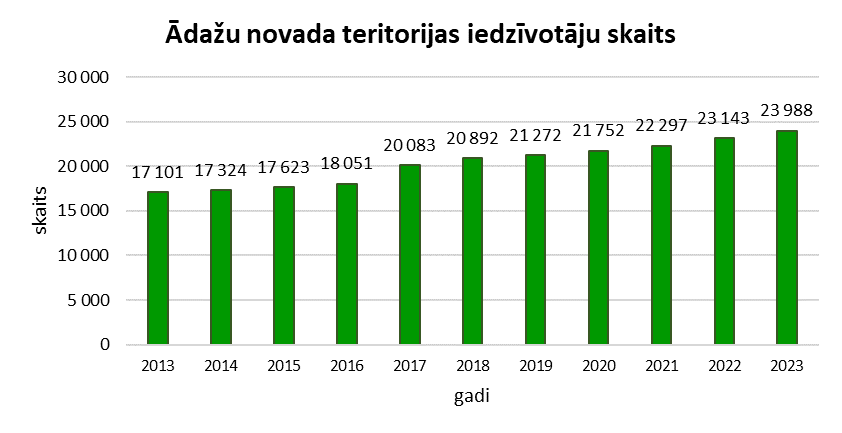 Ādažu novada teritorijas iedzīvotāju skaits
30 000
25 000
20 000
15 000
10 000
5 000
0
skaits
17 101 17 324 17 623 18 051 20 083 20 892 21 272 21 752 22 297 23 143 23 988
2013 2014 2015 2016 2017 2018 2019 2020 2021 2022 2023
gadi